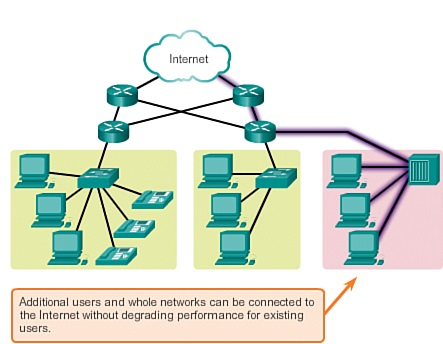 Internet
Additional users and whole networks can be connected to
the Internet without degrading performance for existing
users.